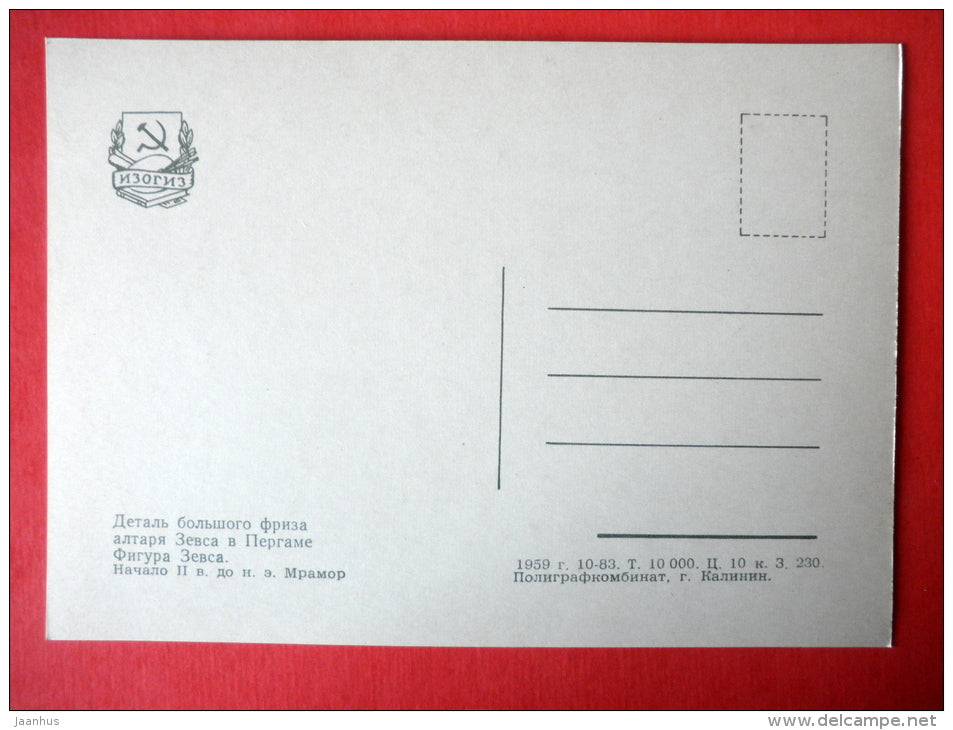 ИЗОГИЗ
Деталь большого фриза
алтаря Зевса в Пергаме
Фигура Зевса.
Начало II в. до н. э. Мрамор
1959 г. 10-83. Т. 10 000. Ц. 10 к. З. 230.
Полиграфкомбинат, г. Калинин.
jaanhus
www.delcampe.net